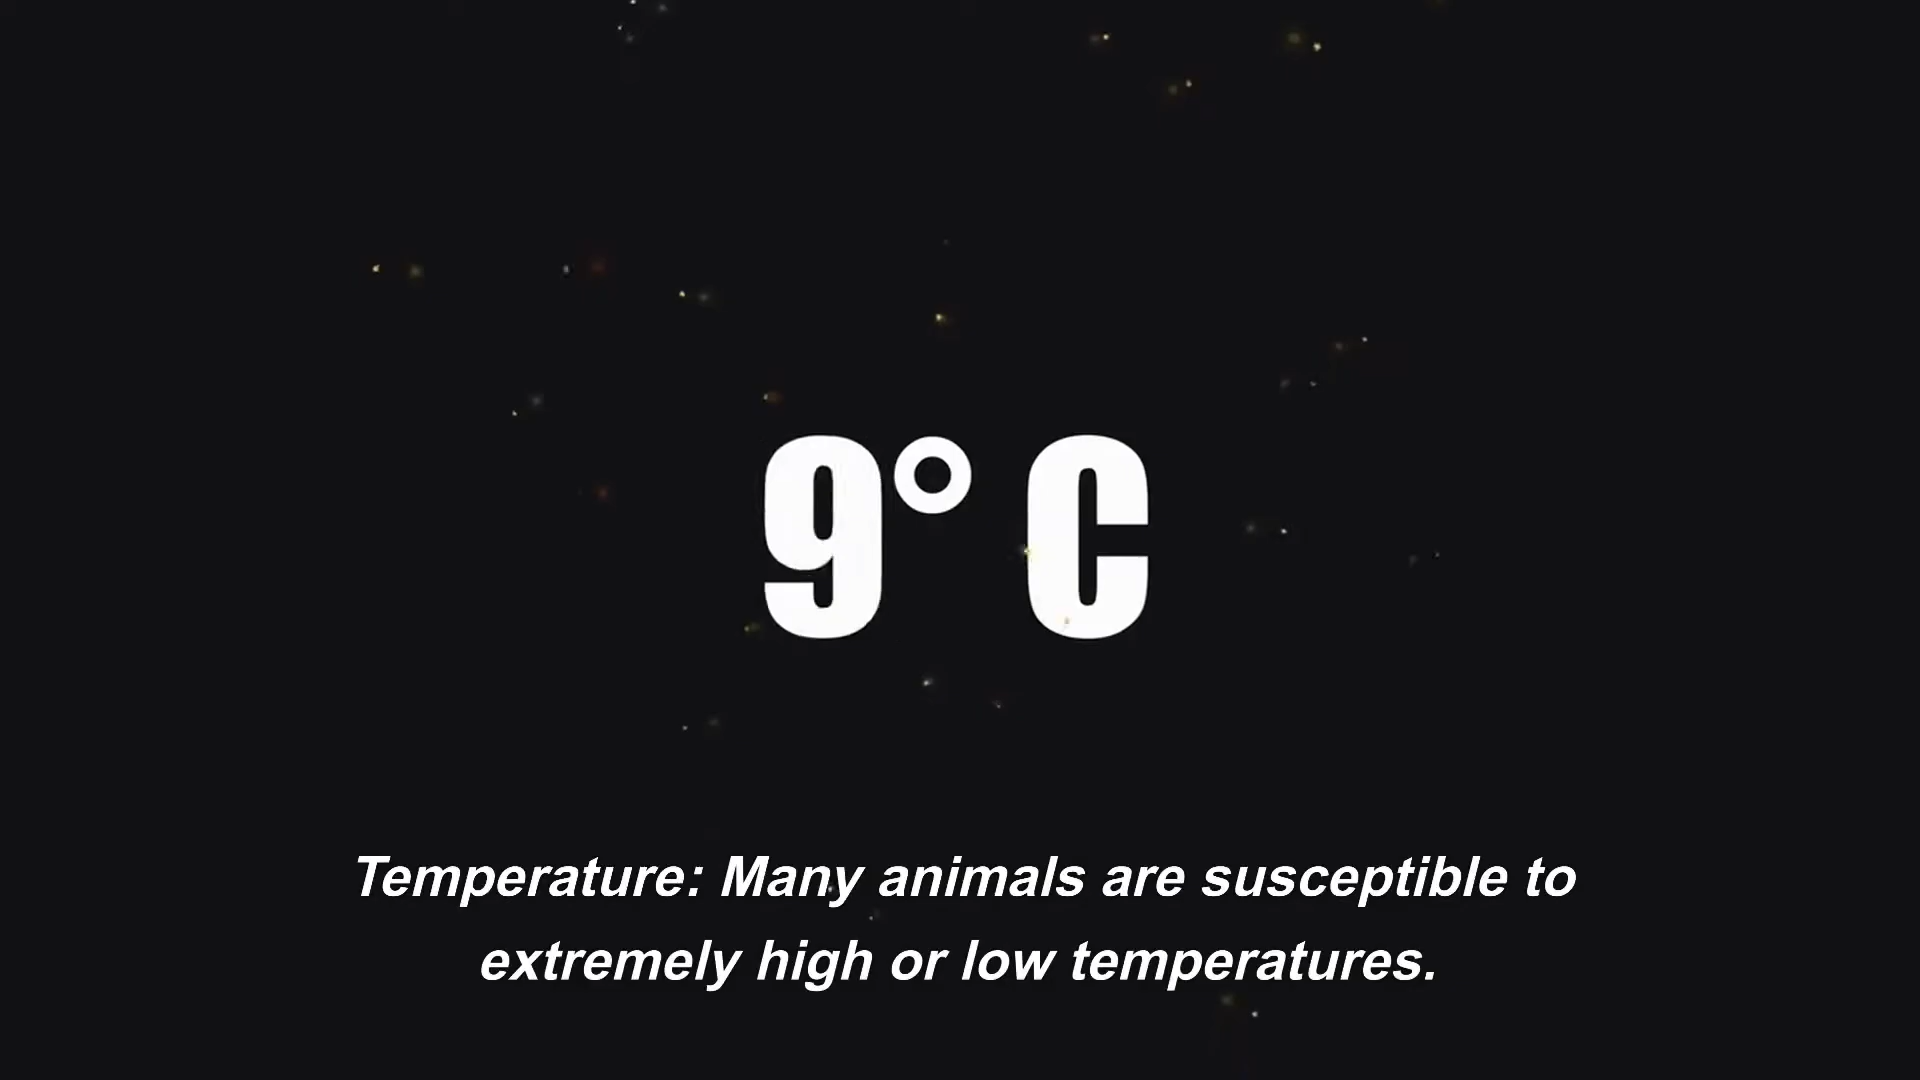 9° C
Temperature: Many animals are susceptible to
extremely high or low temperatures.